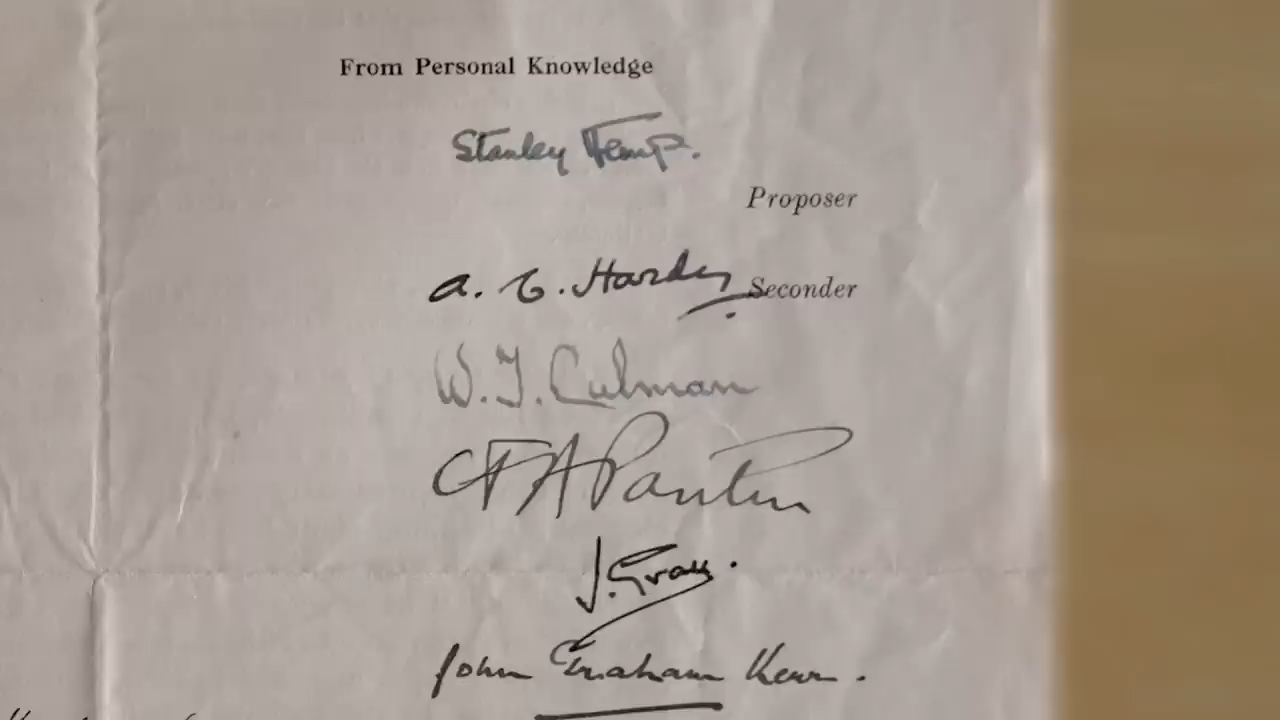 From Personal Knowledge
Stanley Kemp.
Proposer
A. C. Hardy Seconder
W. T. Calman
C F A Pantin
J. Gray.
John Graham Kerr.